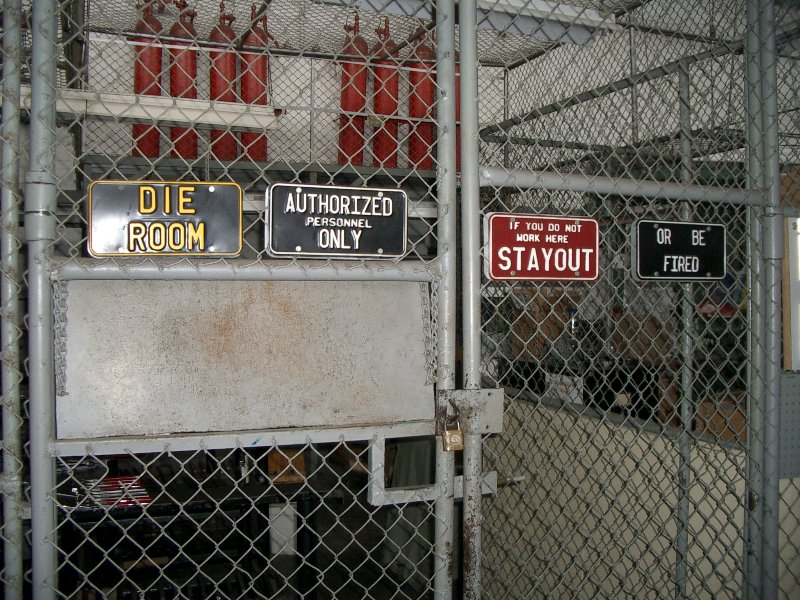 DIE
ROOM
AUTHORIZED
PERSONNEL
ONLY
IF YOU DO NOT
WORK HERE
STAYOUT
OR BE
FIRED